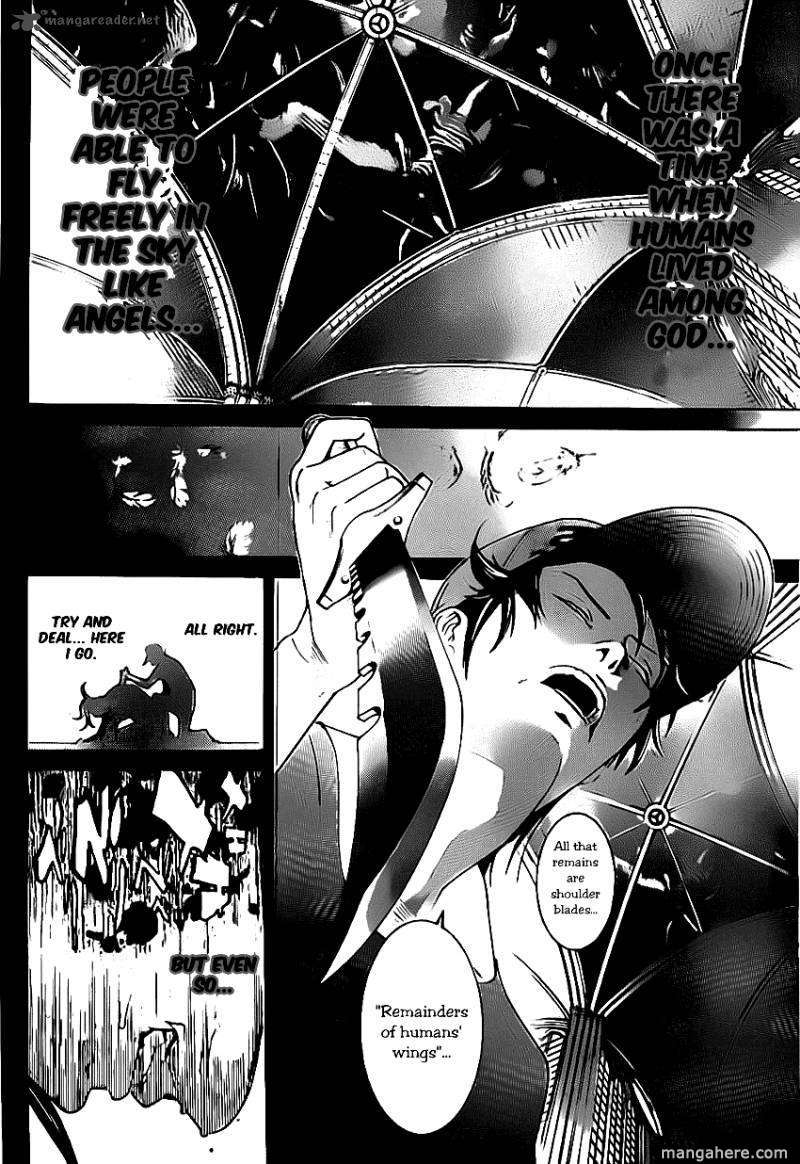 mangareader.net
ONCE
THERE
WAS A
TIME
WHEN
HUMANS
LIVED
AMONG
GOD...
PEOPLE
WERE
ABLE TO
FLY
FREELY IN
THE SKY
LIKE
ANGELS...
All that
remains
are
shoulder
blades...
"Remainders
of humans'
wings"...
ALL RIGHT.
TRY AND
DEAL... HERE
I GO.
BUT EVEN
SO...
mangahere.com